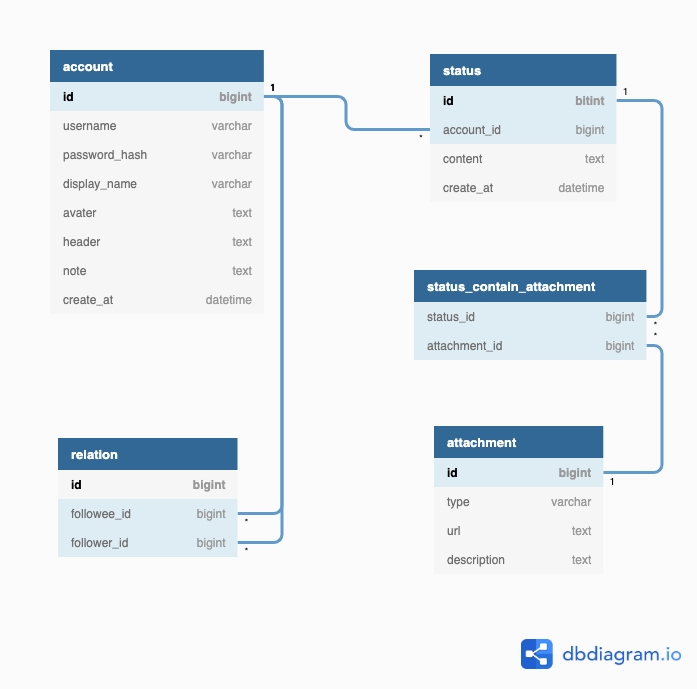 account
id bigint
username varchar
password_hash varchar
display_name varchar
avater text
header text
note text
create_at datetime
1
*
status
id bitint
account_id bigint
content text
create_at datetime
1
status_contain_attachment
status_id bigint
attachment_id bigint
*
*
relation
id bigint
followee_id bigint
follower_id bigint
*
*
attachment
id bigint
type varchar
url text
description text
1
dbdiagram.io